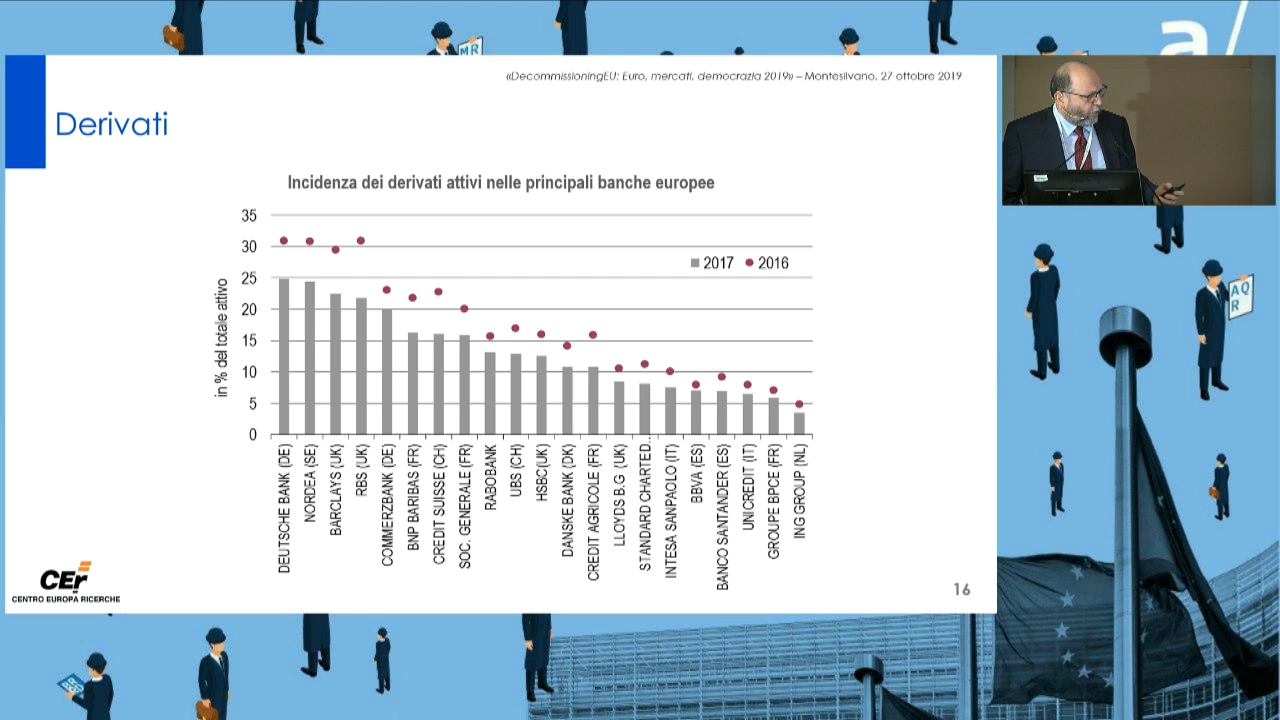 MR
a/
«DecommissioningEU: Euro, mercati, democrazia 2019» – Montesilvano, 27 ottobre 2019
Derivati
Incidenza dei derivati attivi nelle principali banche europee
in % del totale attivo
35
30
25
20
15
10
5
0
2017
2016
DEUTSCHE BANK (DE)
NORDEA (SE)
BARCLAYS (UK)
RBS (UK)
COMMERZBANK (DE)
BNP BARIBAS (FR)
CREDIT SUISSE (CH)
SOC. GENERALE (FR)
RABOBANK
UBS (CH)
HSBC(UK)
DANSKE BANK (DK)
CREDIT AGRICOLE (FR)
LLOYDS B.G (UK)
STANDARD CHARTED..
INTESA SANPAOLO (IT)
BBVA (ES)
BANCO SANTANDER (ES)
UNICREDIT (IT)
GROUPE BPCE (FR)
ING GROUP (NL)
AQ
R
CEr
CENTRO EUROPA RICERCHE
16